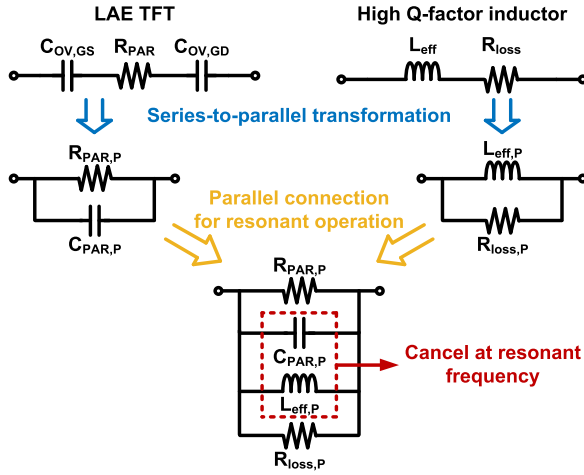 LAE TFT
High Q-factor inductor
C_OV,GS
R_PAR
C_OV,GD
L_eff
R_loss
Series-to-parallel transformation
R_PAR,P
C_PAR,P
L_eff,P
R_loss,P
Parallel connection
for resonant operation
R_PAR,P
C_PAR,P
L_eff,P
R_loss,P
Cancel at resonant
frequency